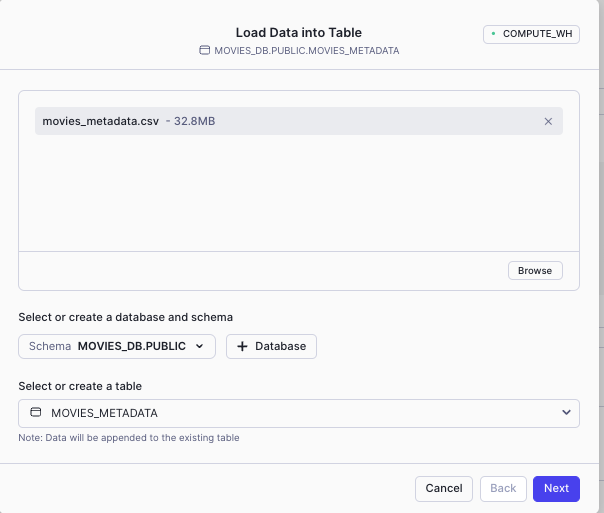 Load Data into Table
MOVIES_DB.PUBLIC.MOVIES_METADATA
COMPUTE_WH
movies_metadata.csv - 32.8MB
Browse
Select or create a database and schema
Schema MOVIES_DB.PUBLIC
+ Database
Select or create a table
MOVIES_METADATA
Note: Data will be appended to the existing table
Cancel
Back
Next